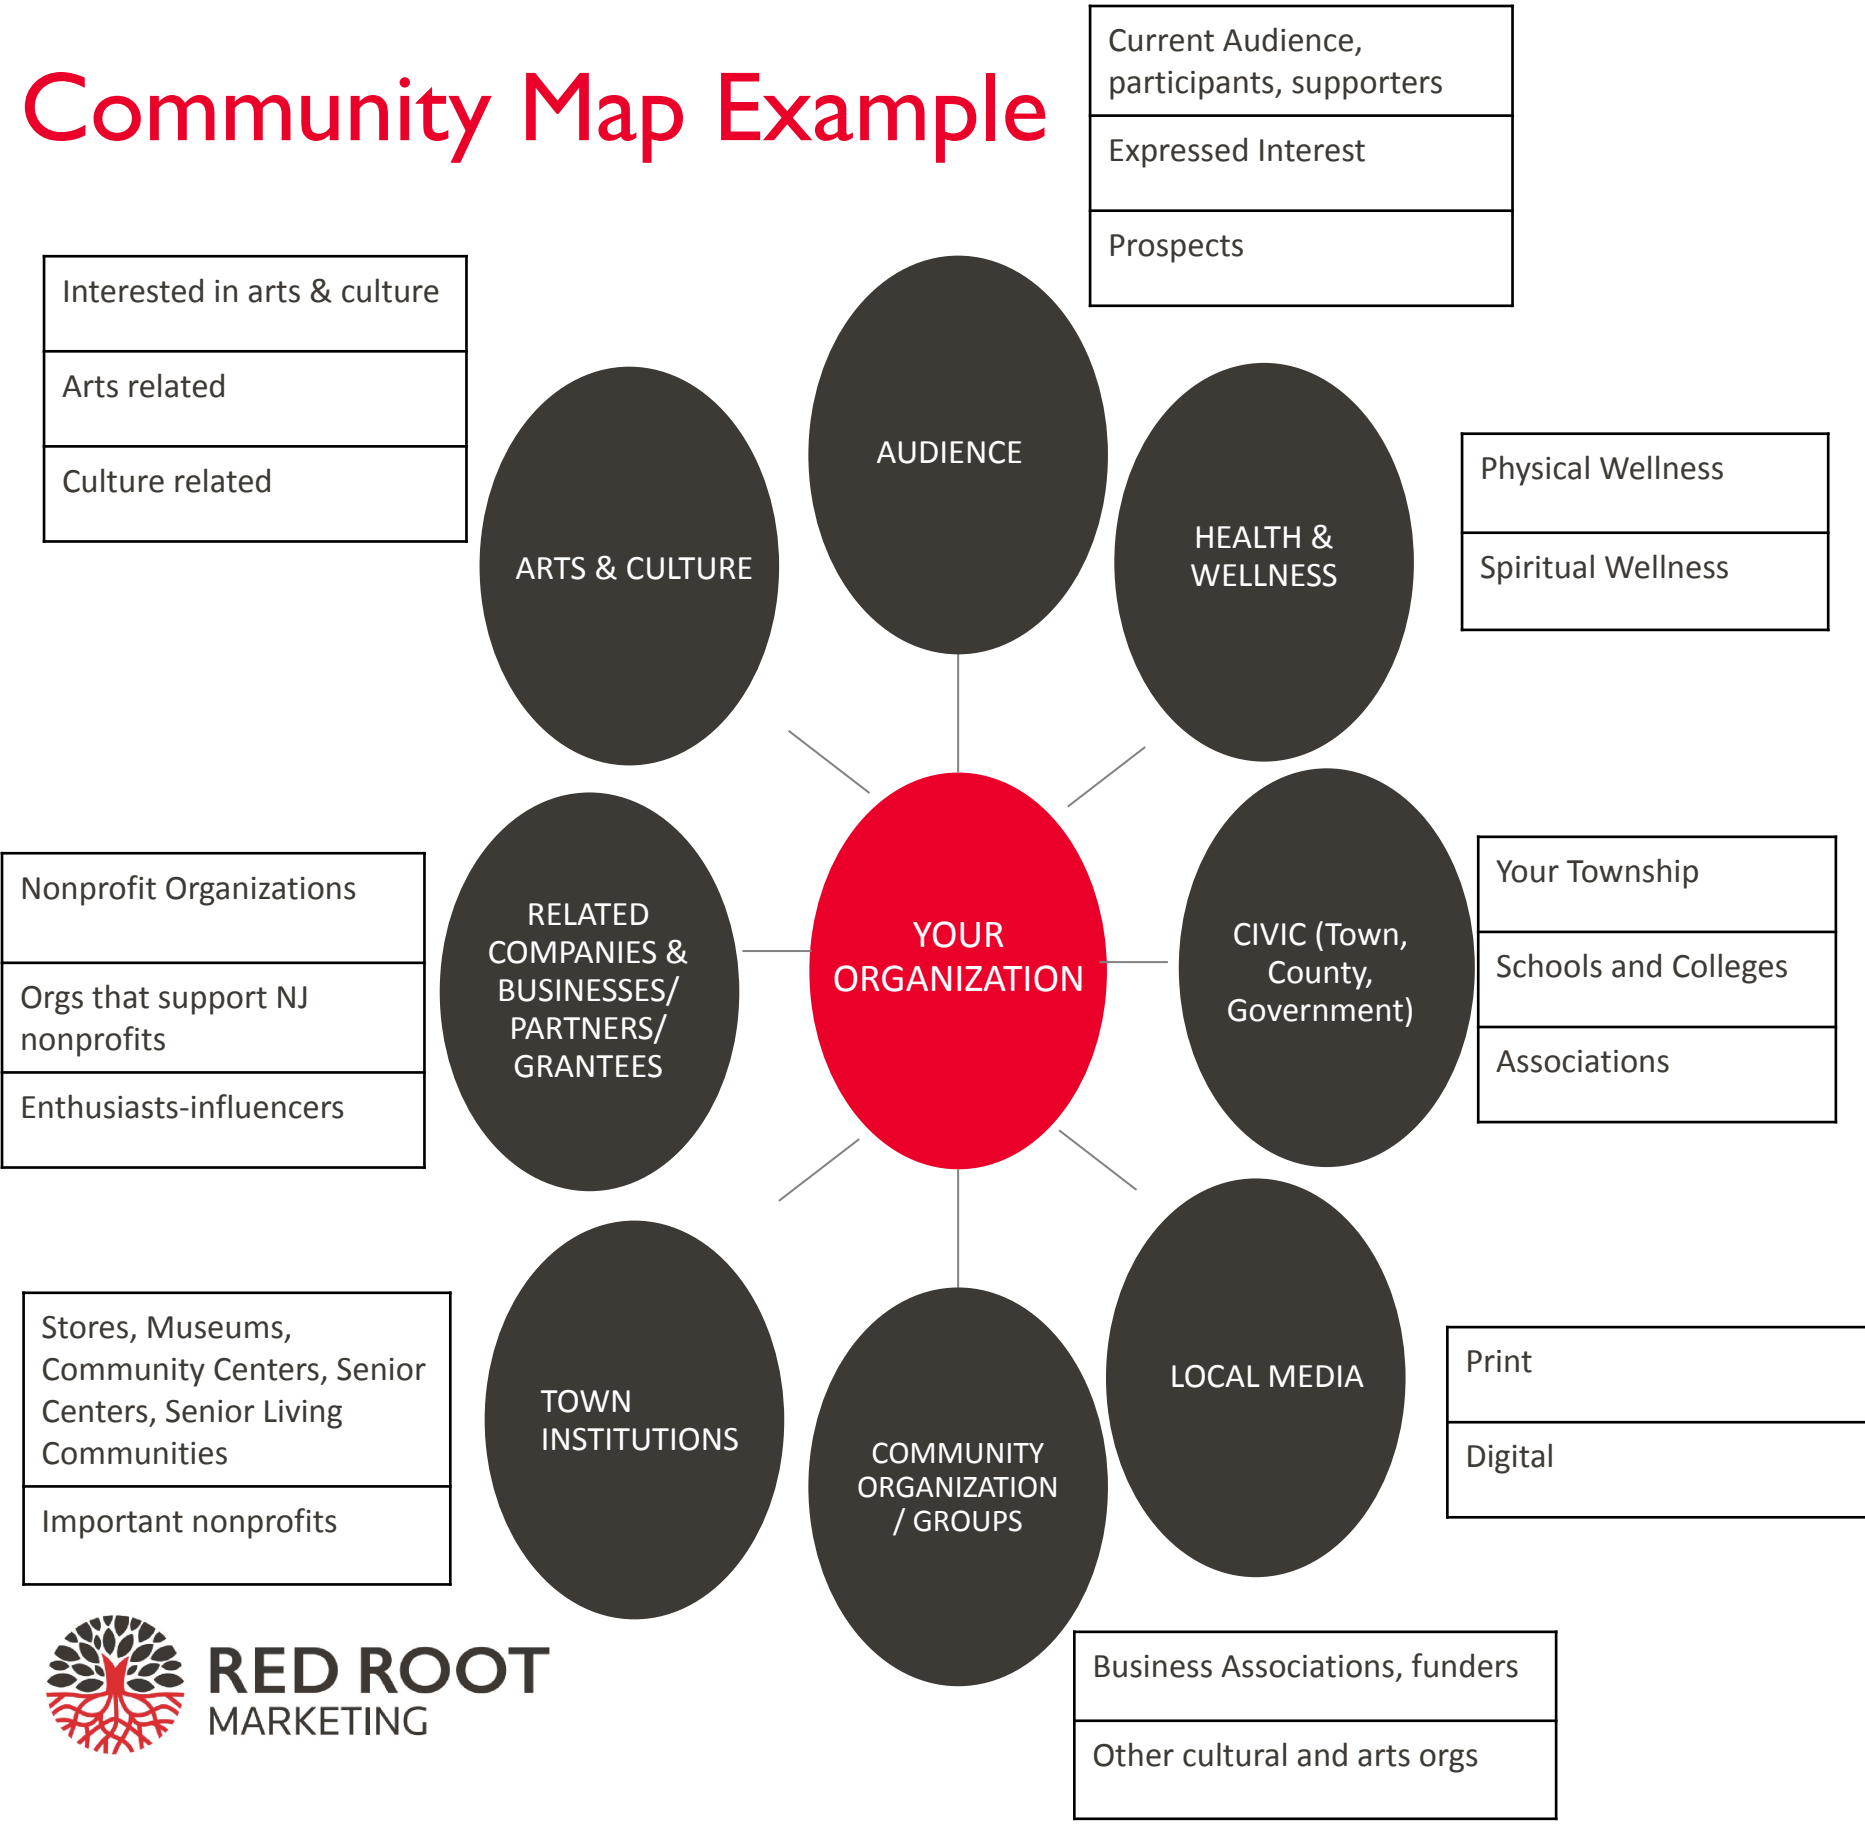 Community Map Example
Current Audience,
participants, supporters
Expressed Interest
Prospects
Interested in arts & culture
Arts related
Culture related
AUDIENCE
ARTS & CULTURE
HEALTH &
WELLNESS
Physical Wellness
Spiritual Wellness
Nonprofit Organizations
Orgs that support NJ
nonprofits
Enthusiasts-influencers
RELATED
COMPANIES &
BUSINESSES/
PARTNERS/
GRANTEES
YOUR
ORGANIZATION
CIVIC (Town,
County,
Government)
Your Township
Schools and Colleges
Associations
Stores, Museums,
Community Centers, Senior
Centers, Senior Living
Communities
Important nonprofits
TOWN
INSTITUTIONS
COMMUNITY
ORGANIZATION
/ GROUPS
LOCAL MEDIA
Print
Digital
Business Associations, funders
Other cultural and arts orgs
RED ROOT
MARKETING